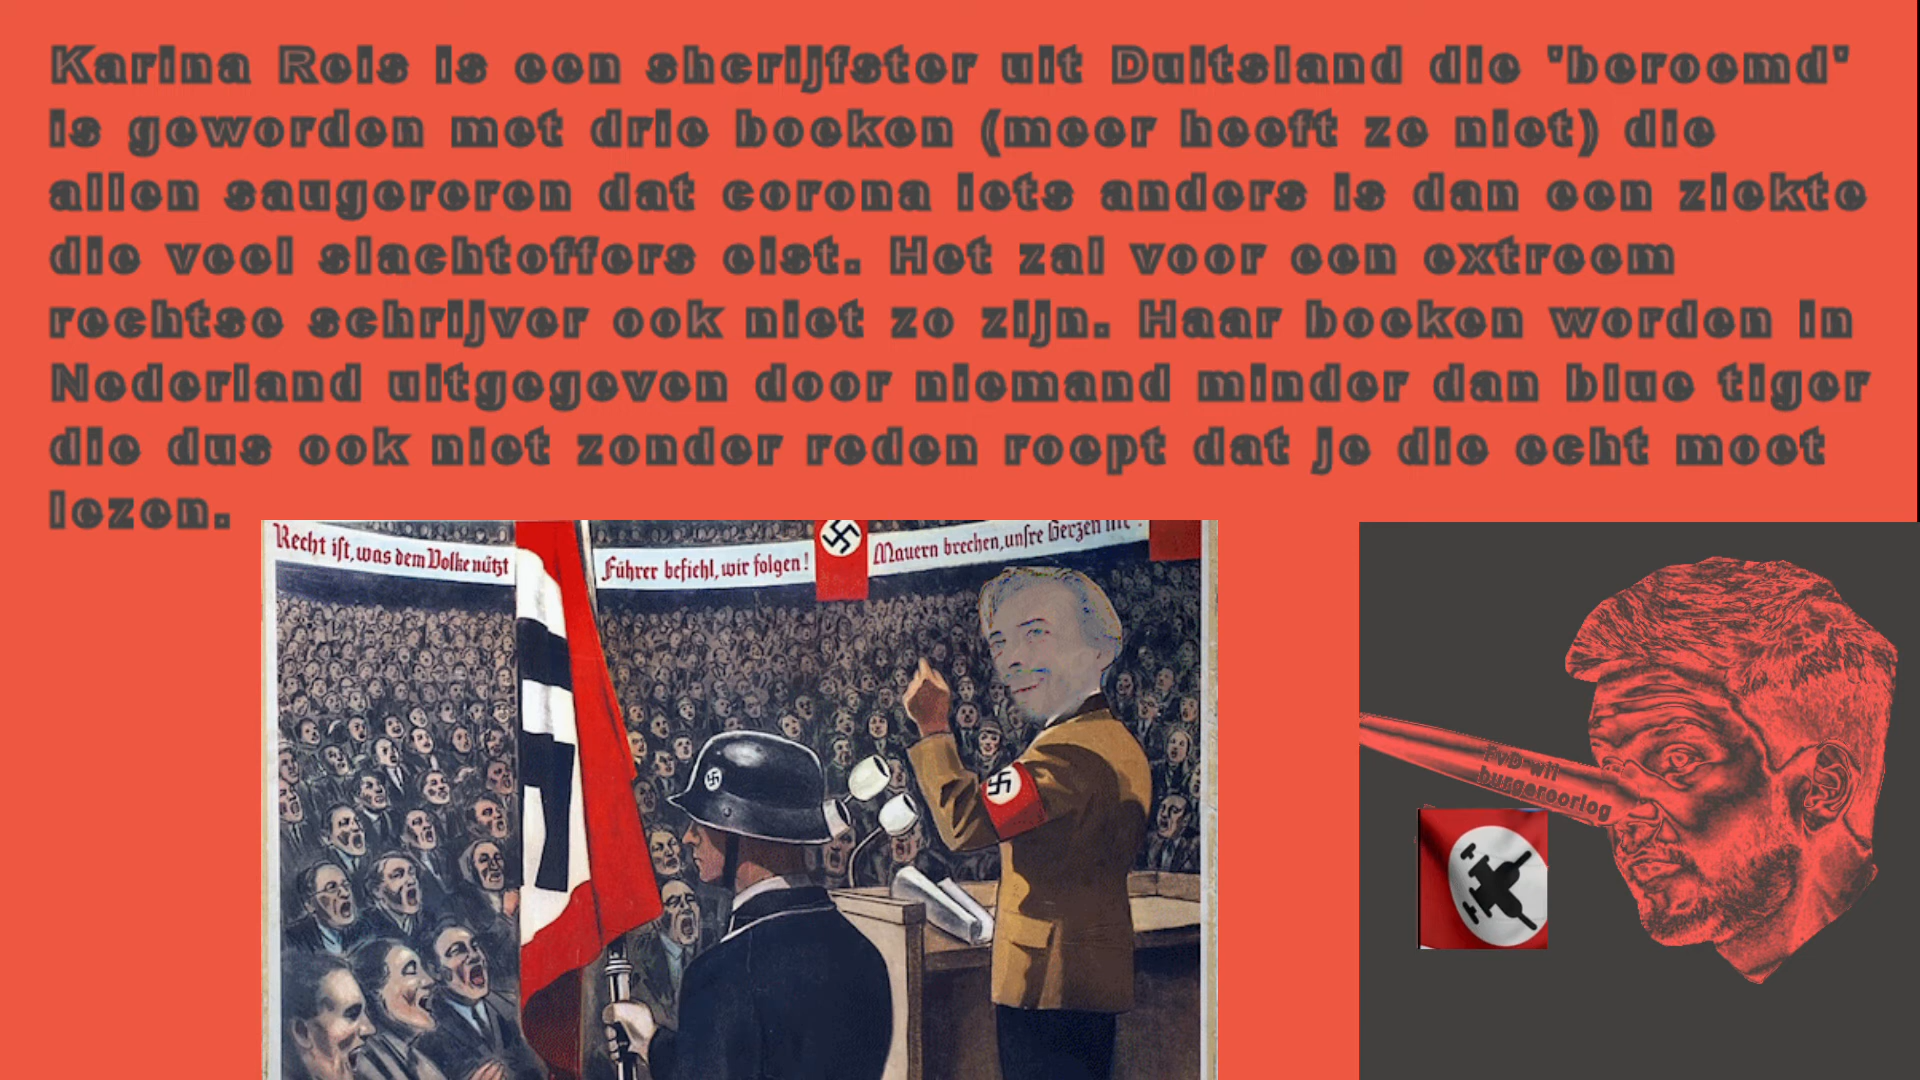 Karina Reis is een sherijfster uit Duitsland die 'beroemd'
is geworden met drie boeken (meer heeft ze niet) die
allen saugereren dat corona iets anders is dan een ziekte
die veel slachtoffers eist. Het zal voor een extreem
rechtse schrijver ook niet zo zijn. Haar boeken worden in
Nederland uitgegeven door niemand minder dan blue tiger
die dus ook niet zonder reden roept dat je die echt moet
lezen.
Recht ist, was dem Volke nützt
Führer befiehl, wir folgen!
Mauern brechen, unsre Herzen nie!
FvD wil
burgeroorlog